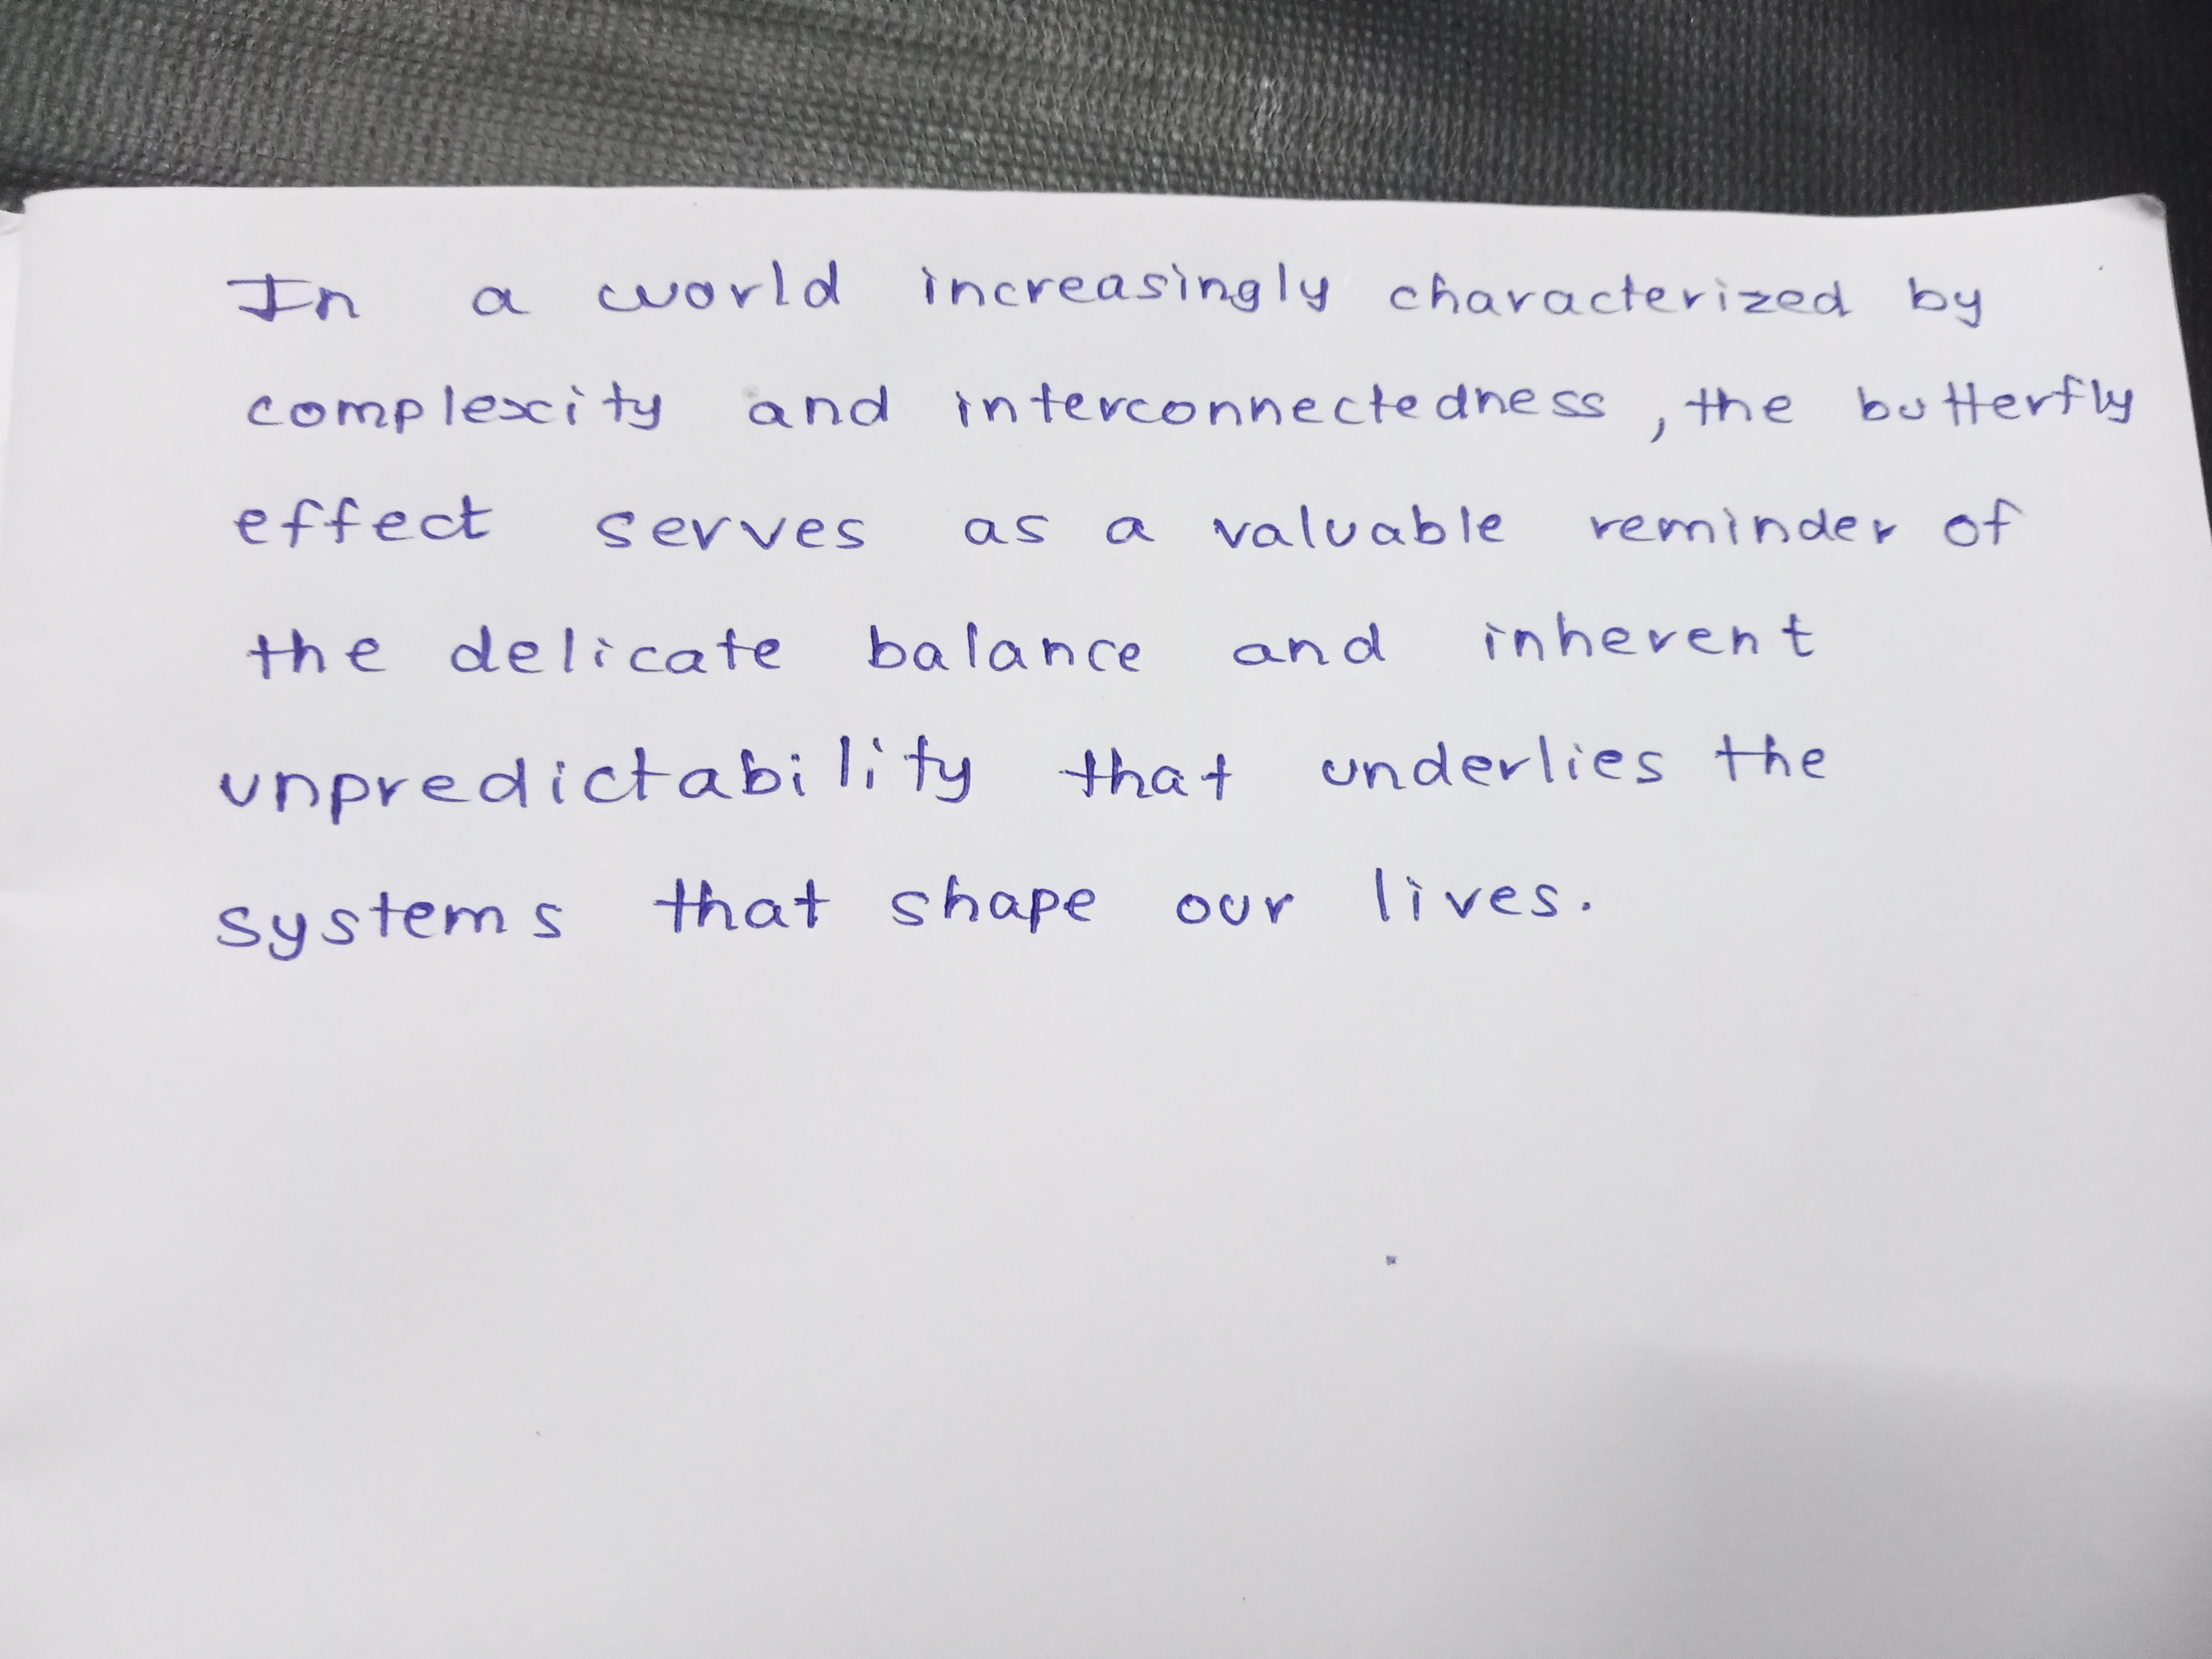 In a world increasingly characterized by
complexity and interconnectedness, the butterfly
effect serves as a valuable reminder of
the delicate balance and inherent
unpredictability that underlies the
systems that shape our lives.